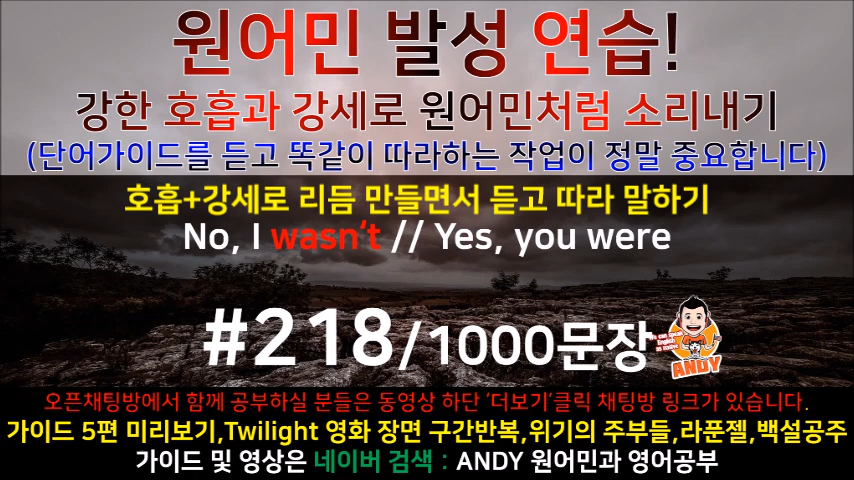 원어민 발성 연습!
강한 호흡과 강세로 원어민처럼 소리내기
(단어가이드를 듣고 똑같이 따라하는 작업이 정말 중요합니다)
호흡+강세로 리듬 만들면서 듣고 따라 말하기
No, I wasn't // Yes, you were
#218/1000문장
I can speak
English
ANDY
오픈채팅방에서 함께 공부하실 분들은 동영상 하단 '더보기'클릭 채팅방 링크가 있습니다.
가이드 5편 미리보기,Twilight 영화 장면 구간반복,위기의 주부들,라푼젤,백설공주
가이드 및 영상은 네이버 검색 : ANDY 원어민과 영어공부